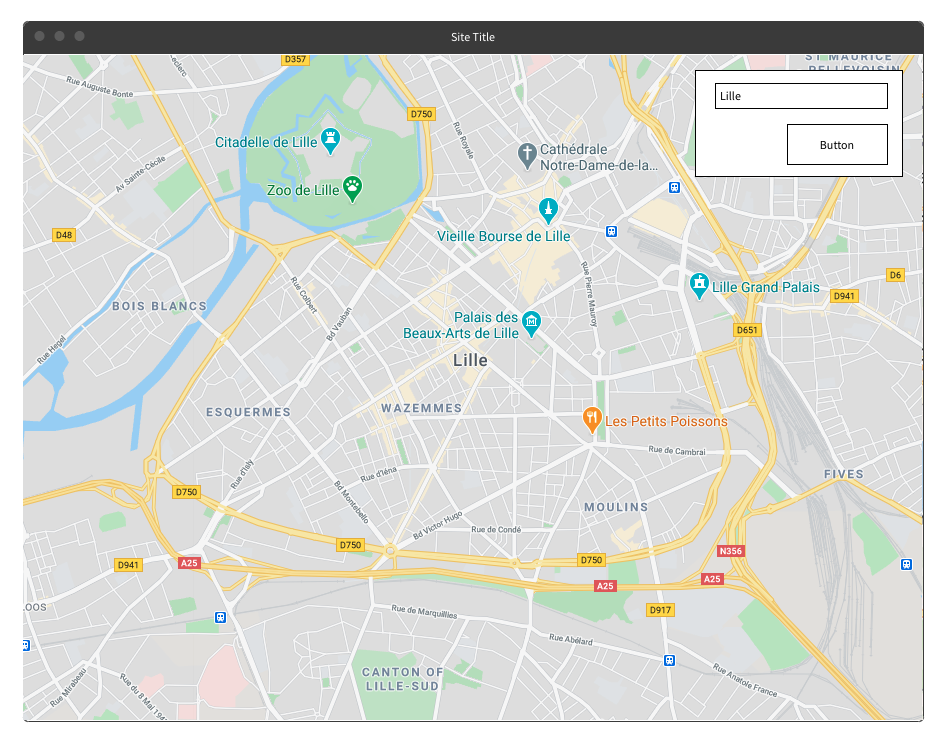 Site Title
ST MAURICE
PELLEVOISIN
D357
Rue Auguste Bonte
D750
Lille
Button
Rue Royale
Citadelle de Lille
Cathédrale
Notre-Dame-de-la...
Av Sainte-Cécile
Zoo de Lille
D48
Vieille Bourse de Lille
D6
Rue Colbert
Rue Pierre Mauroy
Lille Grand Palais
D941
BOIS BLANCS
Bd Vauban
Palais des
Beaux-Arts de Lille
D651
Rue Hegel
Lille
ESQUERMES
WAZEMMES
Les Petits Poissons
Rue de Cambrai
Rue d'Isly
Rue d'Iéna
FIVES
D750
Bd Montebello
MOULINS
Bd Victor Hugo
Rue de Condé
D750
D750
N356
D941
A25
A25
A25
LOOS
Rue de Marquillies
D917
Rue Abélard
CANTON OF
LILLE-SUD
Rue Mirabeau
Rue du 8 Mai 194
Rue Anatole France